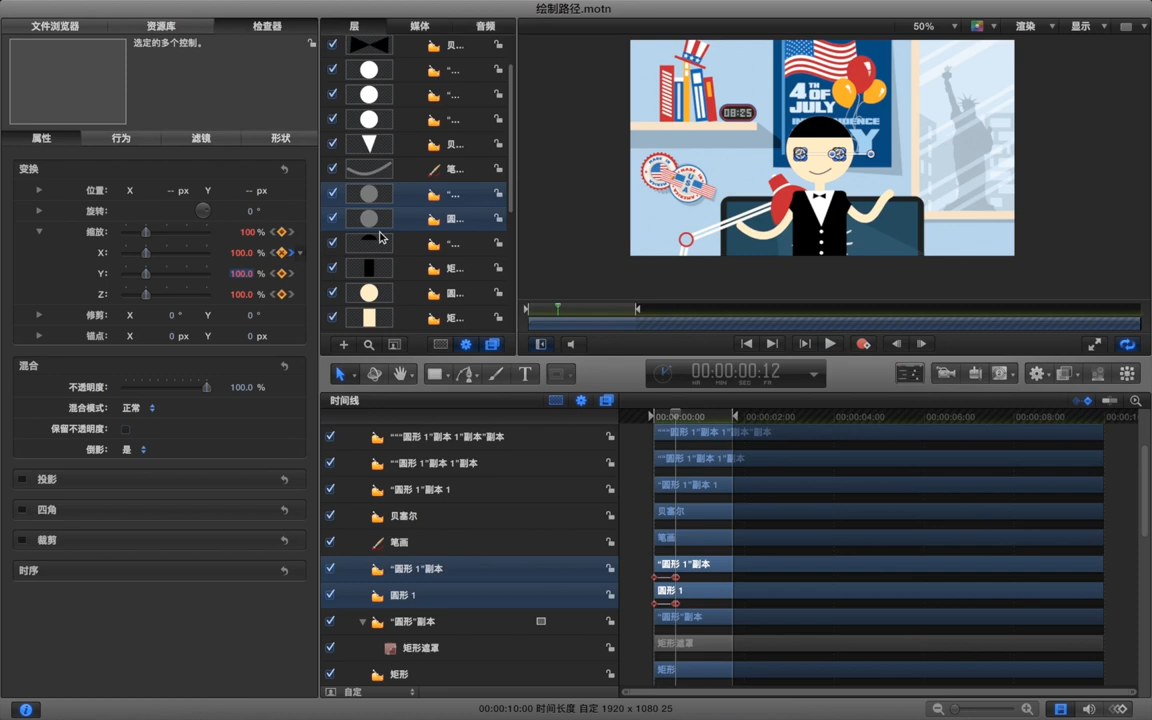 绘制路径.motn
文件浏览器 资源库 检查器
选定的多个控制。
属性 行为 滤镜 形状
变换
位置: X -- px Y -- px
旋转: 0 °
缩放: 100 %
X: 100.0 %
Y: 100.0 %
Z: 100.0 %
修剪: X 0 ° Y 0 °
锚点: X 0 px Y 0 px
混合
不透明度: 100.0 %
混合模式: 正常
保留不透明度:
倒影: 是
投影
四角
裁剪
时序
层 媒体 音频
贝...
“...
“...
“...
贝...
笔...
“...
圆...
“...
矩...
圆...
矩...
50% 渲染 显示
4TH OF JULY
08:25
MADE IN
USA
T
00:00:00:12
HR MIN SEC FR
时间线
00:00:00:00 00:00:02:00 00:00:04:00 00:00:06:00 00:00:08:00
“““圆形 1”副本 1”副本”副本
““圆形 1”副本 1”副本
“圆形 1”副本 1
贝塞尔
笔画
“圆形 1”副本
圆形 1
“圆形”副本
矩形遮罩
矩形
“““圆形 1”副本 1”副本”副本
““圆形 1”副本 1”副本
“圆形 1”副本 1
贝塞尔
笔画
“圆形 1”副本
圆形 1
“圆形”副本
矩形遮罩
矩形
自定
00:00:10:00 时间长度 自定 1920 x 1080 25